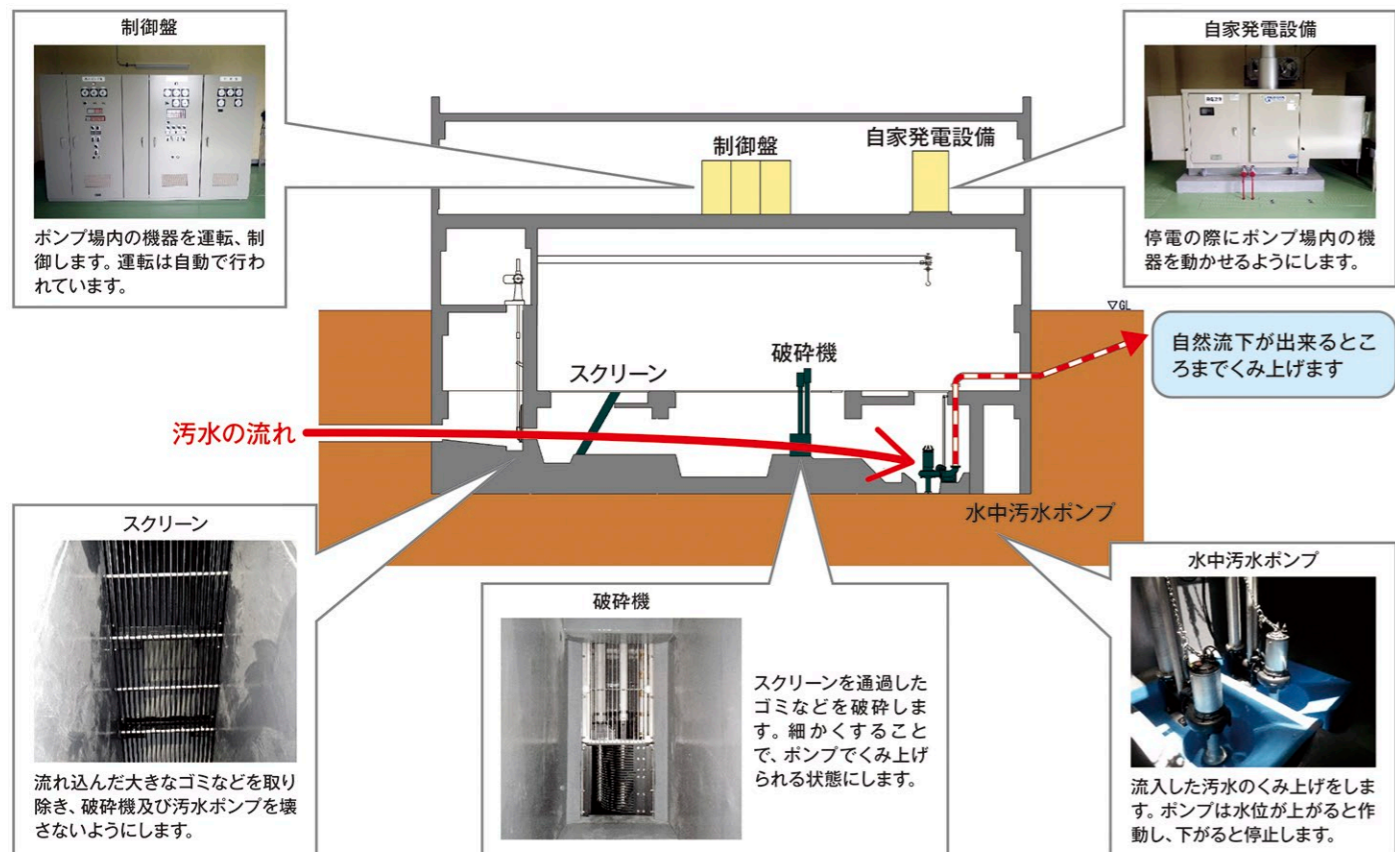 制御盤
ポンプ場内の機器を運転、制
御します。運転は自動で行わ
れています。
自家発電設備
停電の際にポンプ場内の機
器を動かせるようにします。
制御盤
自家発電設備
▽GL
自然流下が出来るとこ
ろまでくみ上げます
破砕機
スクリーン
汚水の流れ
水中汚水ポンプ
スクリーン
流れ込んだ大きなゴミなどを取り
除き、破砕機及び汚水ポンプを壊
さないようにします。
破砕機
スクリーンを通過した
ゴミなどを破砕しま
す。細かくすること
で、ポンプでくみ上げ
られる状態にします。
水中汚水ポンプ
流入した汚水のくみ上げをしま
す。ポンプは水位が上がると作
動し、下がると停止します。